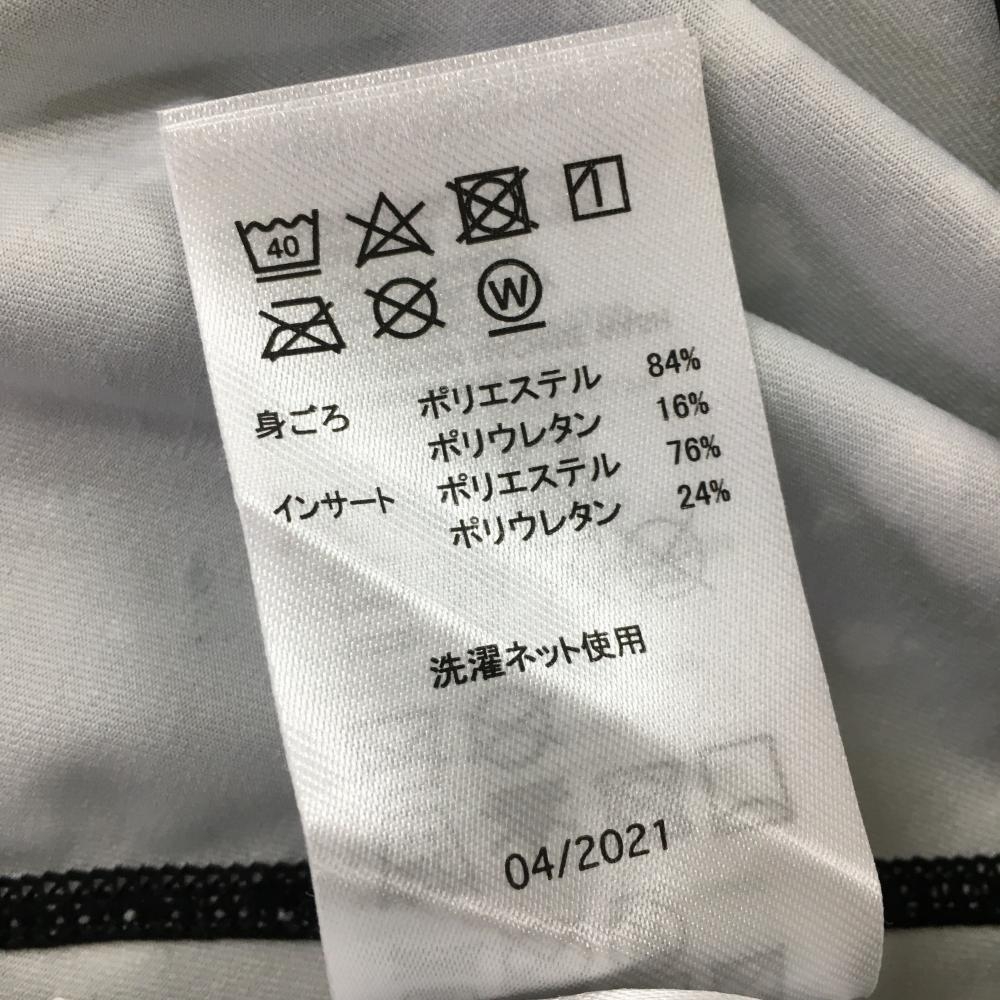 40
W
身ごろ ポリエステル 84%
ポリウレタン 16%
インサート ポリエステル 76%
ポリウレタン 24%
洗濯ネット使用
04/2021